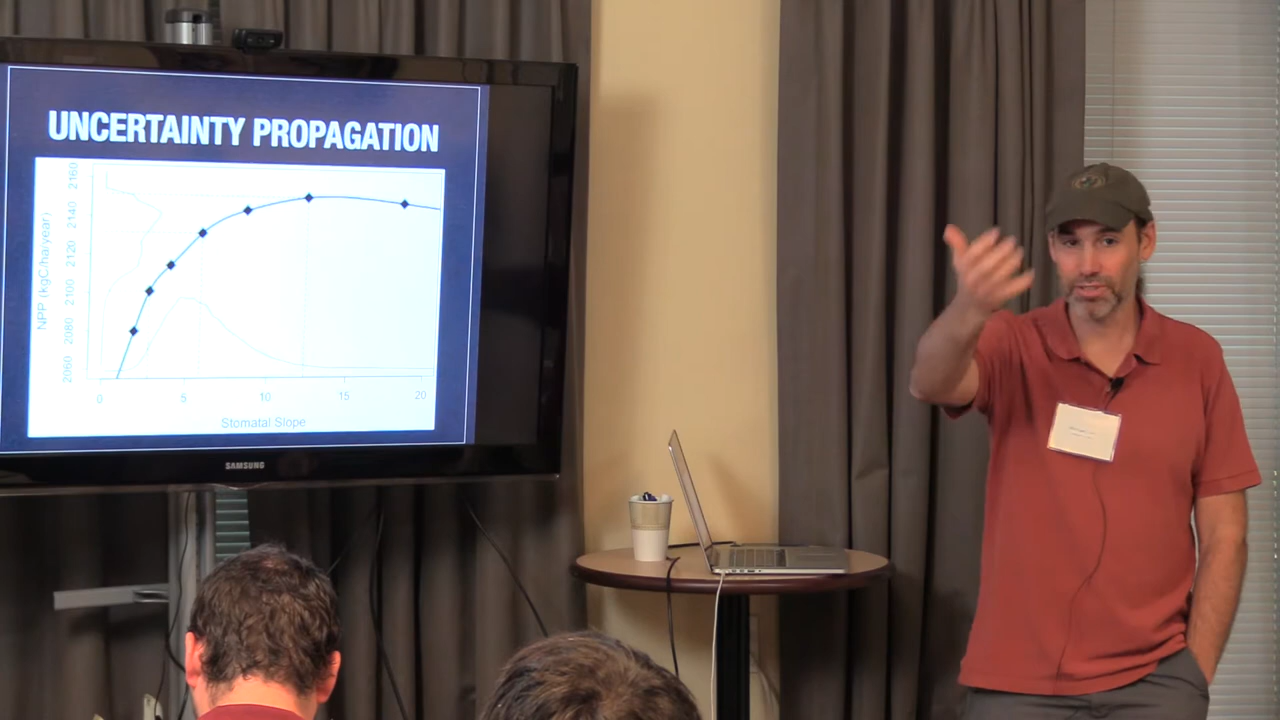 UNCERTAINTY PROPAGATION
NPP (kgC/ha/year)
2160
2140
2120
2100
2080
2060
0 5 10 15 20
Stomatal Slope
SAMSUNG